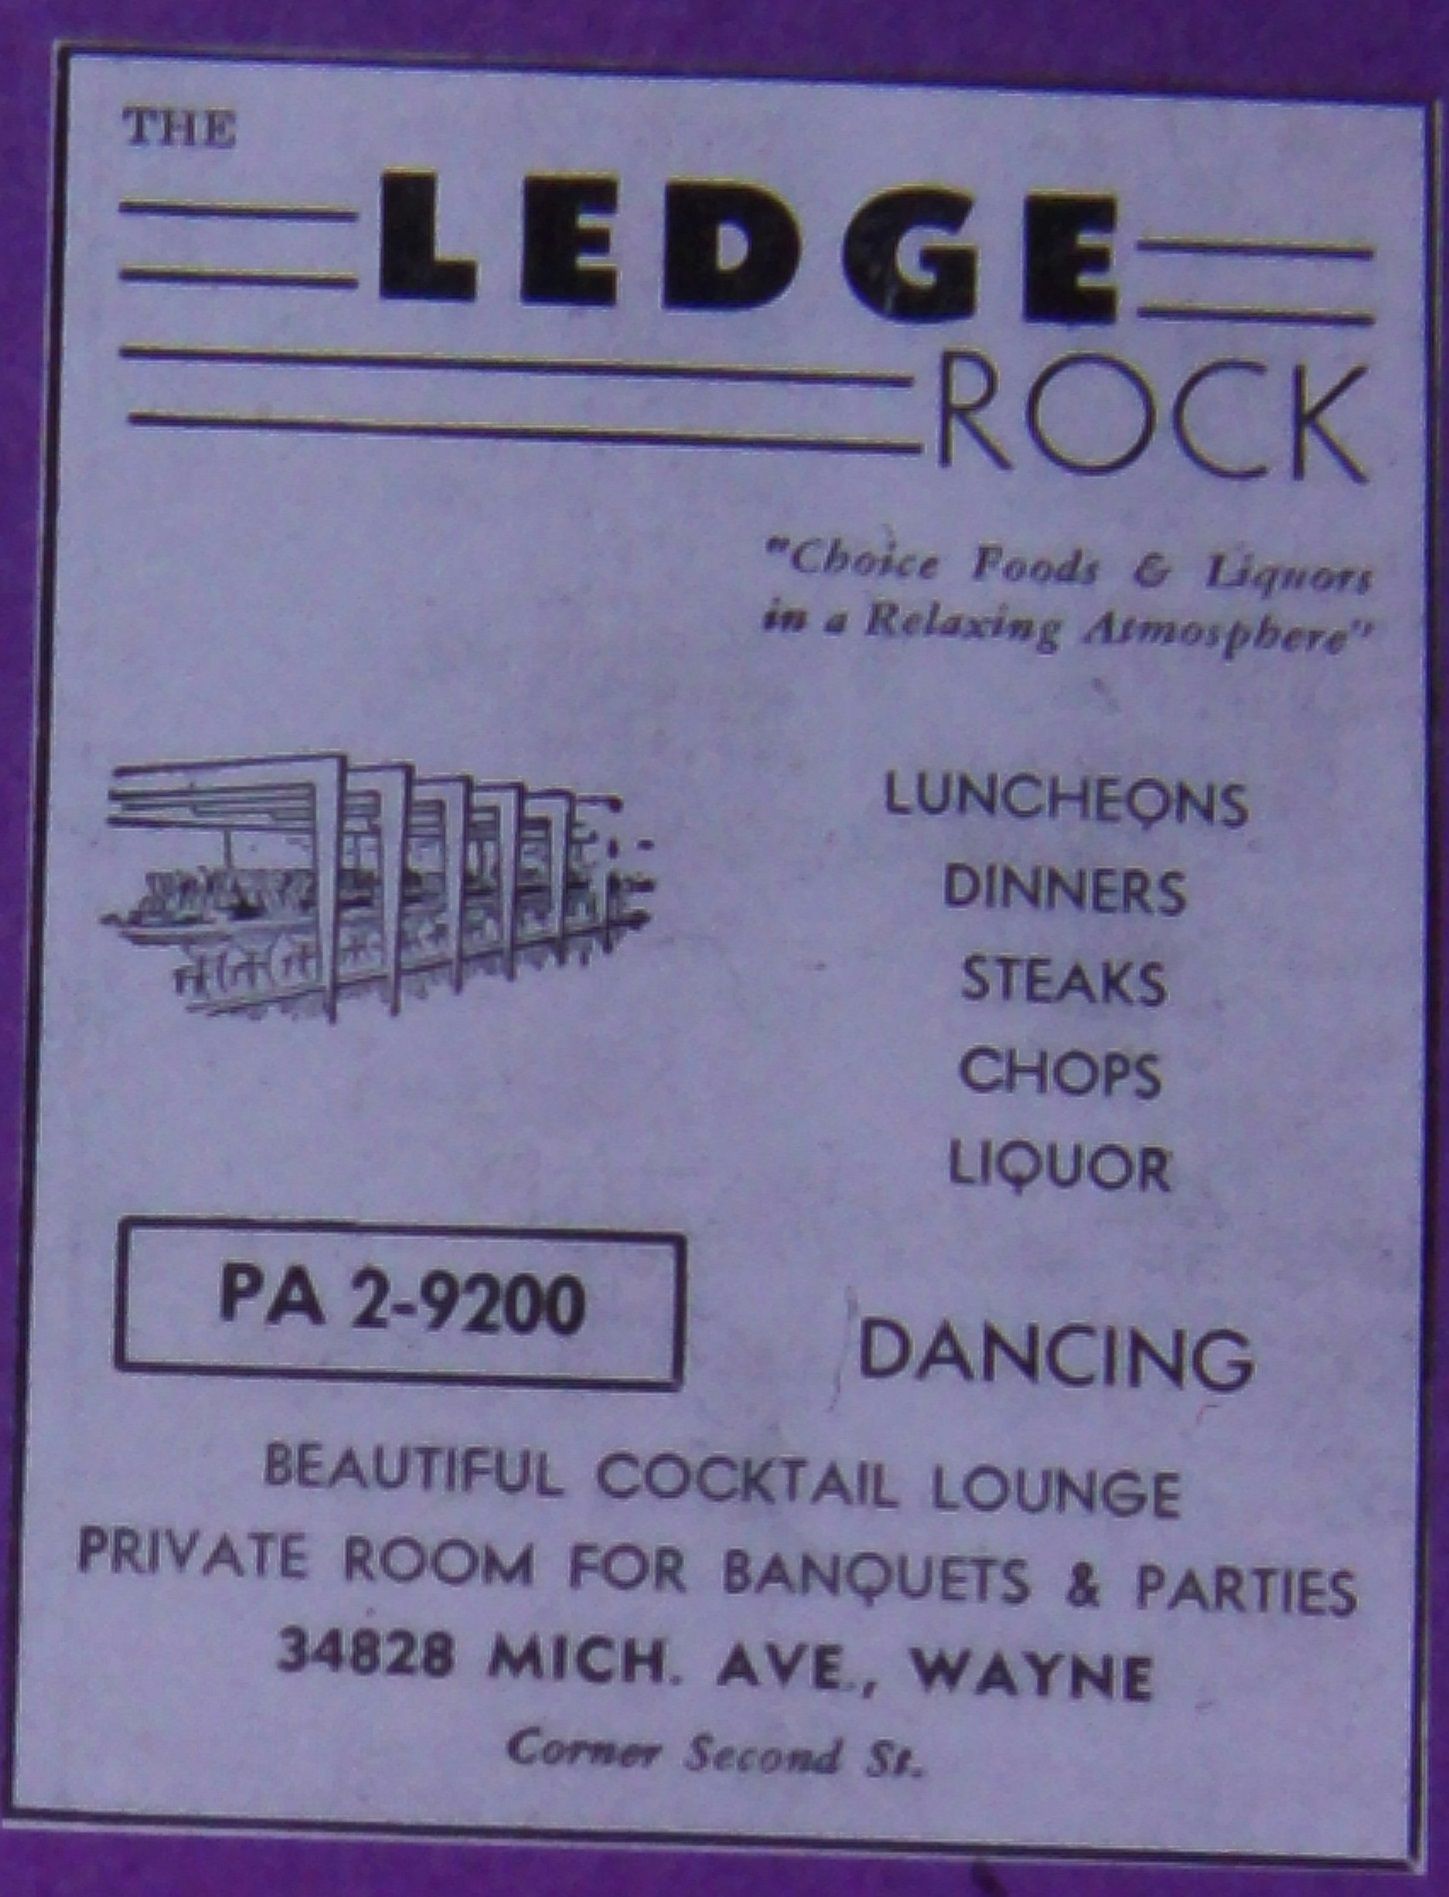 THE
LEDGE
ROCK
"Choice Foods & Liquors
in a Relaxing Atmosphere"
LUNCHEONS
DINNERS
STEAKS
CHOPS
LIQUOR
PA 2-9200
DANCING
BEAUTIFUL COCKTAIL LOUNGE
PRIVATE ROOM FOR BANQUETS & PARTIES
34828 MICH. AVE., WAYNE
Corner Second St.